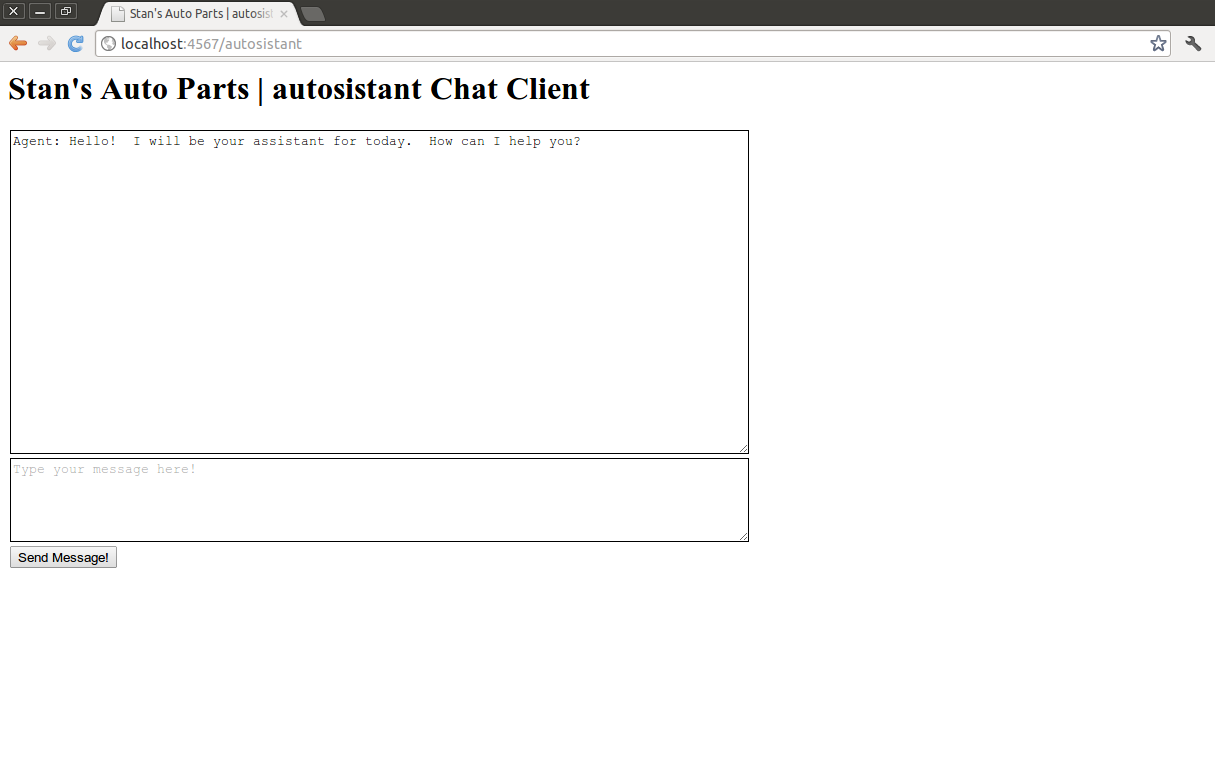 Stan's Auto Parts | autosist
localhost:4567/autosistant
Stan's Auto Parts | autosistant Chat Client
Agent: Hello!  I will be your assistant for today.  How can I help you?
Type your message here!
Send Message!